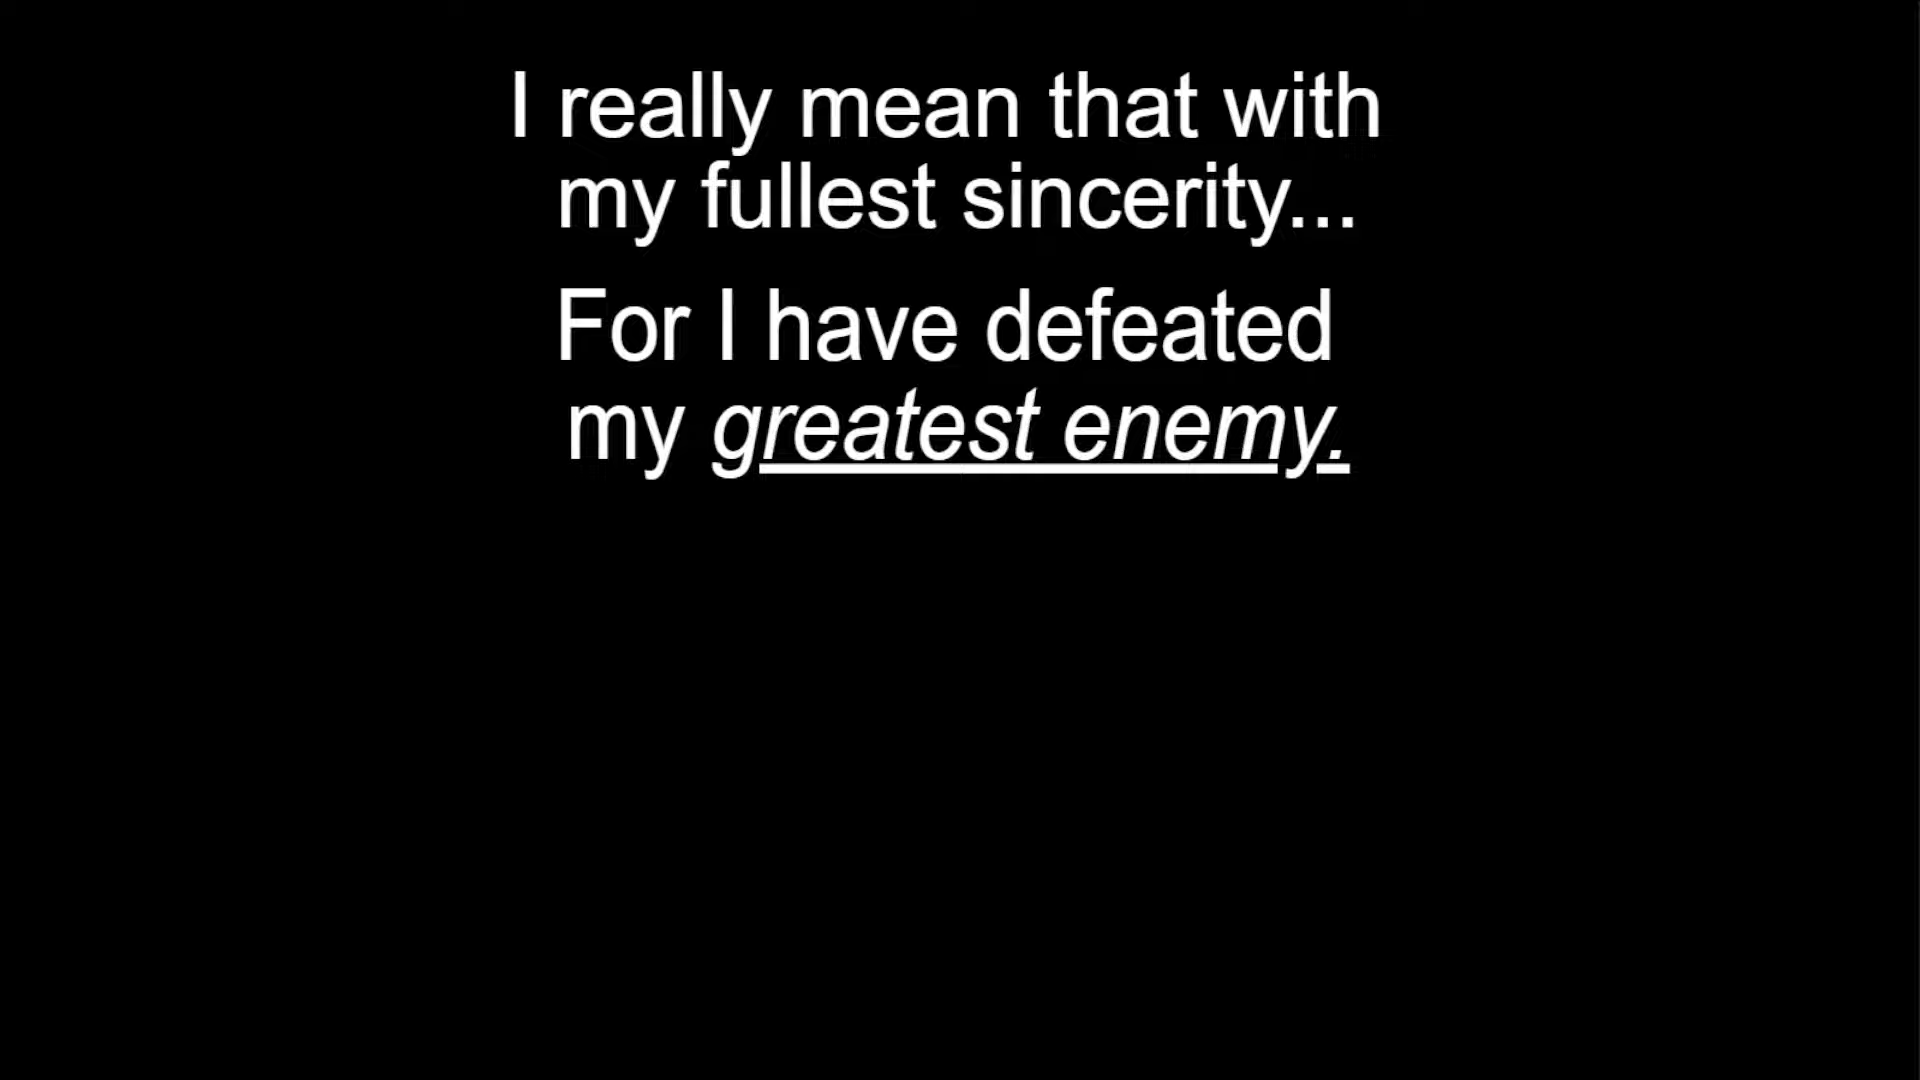 I really mean that with
my fullest sincerity...
For I have defeated
my greatest enemy.